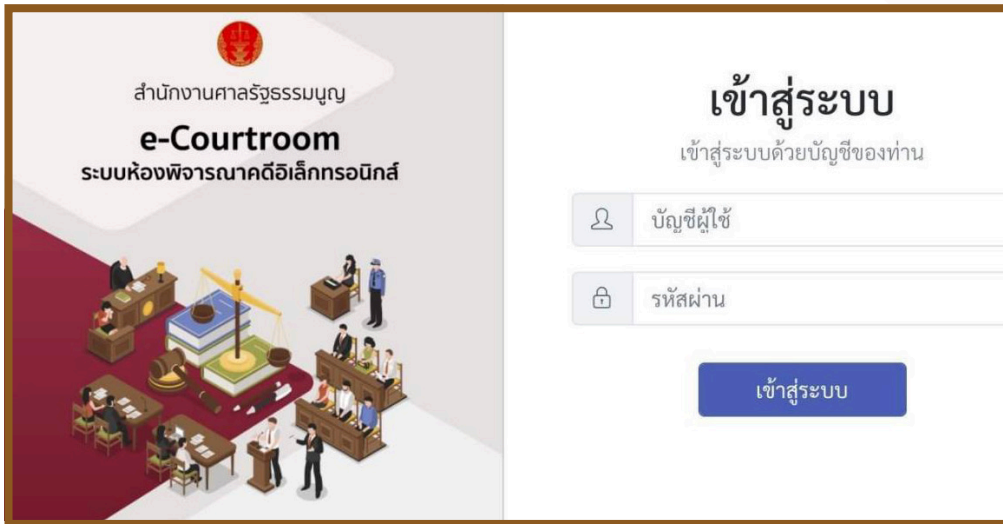 สำนักงานศาลรัฐธรรมนูญ
e-Courtroom
ระบบห้องพิจารณาคดีอิเล็กทรอนิกส์
เข้าสู่ระบบ
เข้าสู่ระบบด้วยบัญชีของท่าน
บัญชีผู้ใช้
รหัสผ่าน
เข้าสู่ระบบ